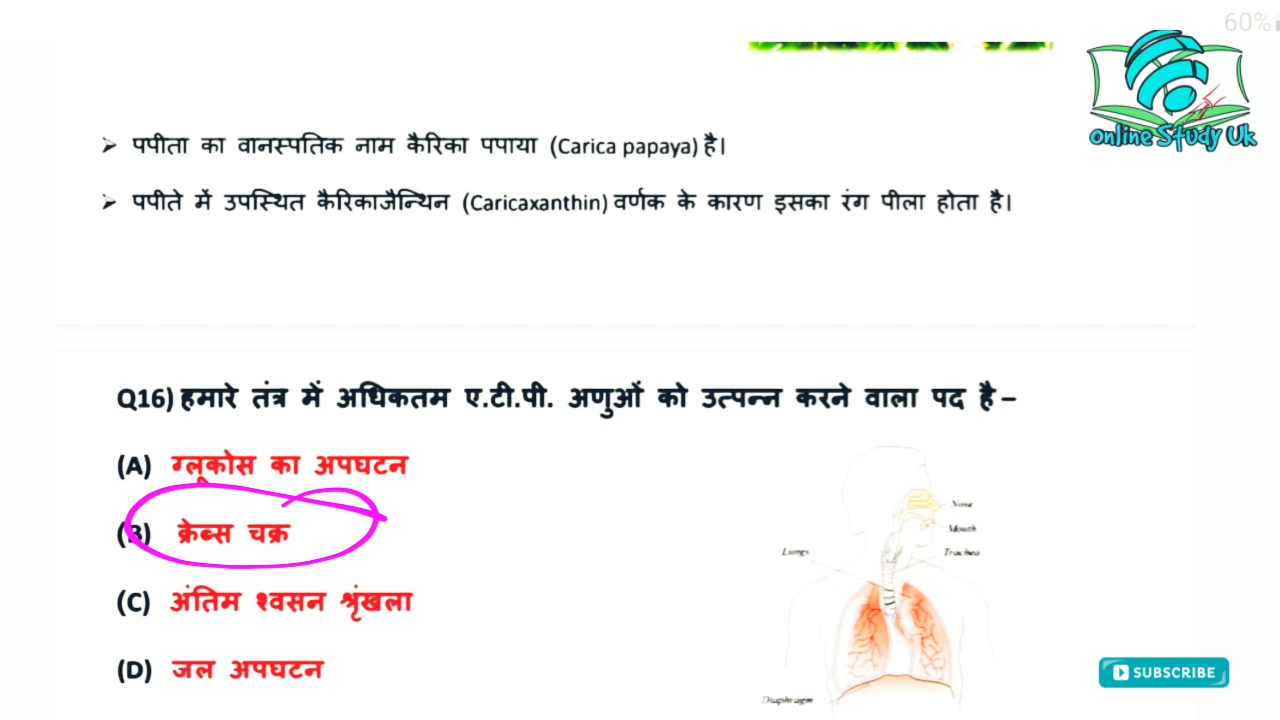 60%
online Study Uk
➢ पपीता का वानस्पतिक नाम कैरिका पपाया (Carica papaya) है।
➢ पपीते में उपस्थित कैरिकाजैन्थिन (Caricaxanthin) वर्णक के कारण इसका रंग पीला होता है।
Q16) हमारे तंत्र में अधिकतम ए.टी.पी. अणुओं को उत्पन्न करने वाला पद है –
(A) ग्लूकोस का अपघटन
(B) क्रेब्स चक्र
(C) अंतिम श्वसन श्रृंखला
(D) जल अपघटन
Nose
Mouth
Lungs
Trachea
Diaphragm
SUBSCRIBE